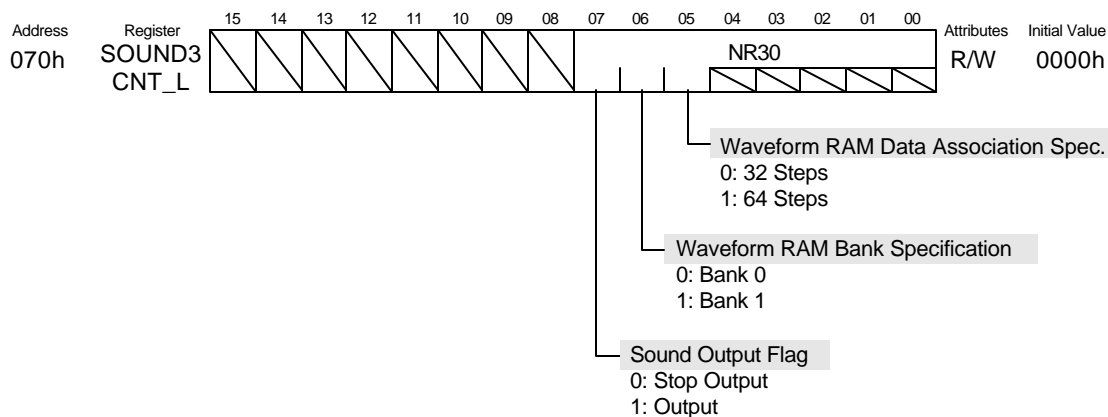 15 14 13 12 11 10 09 08 07 06 05 04 03 02 01 00
Address Register Attributes Initial Value
070h SOUND3 NR30 R/W 0000h
CNT_L
Waveform RAM Data Association Spec.
0: 32 Steps
1: 64 Steps
Waveform RAM Bank Specification
0: Bank 0
1: Bank 1
Sound Output Flag
0: Stop Output
1: Output